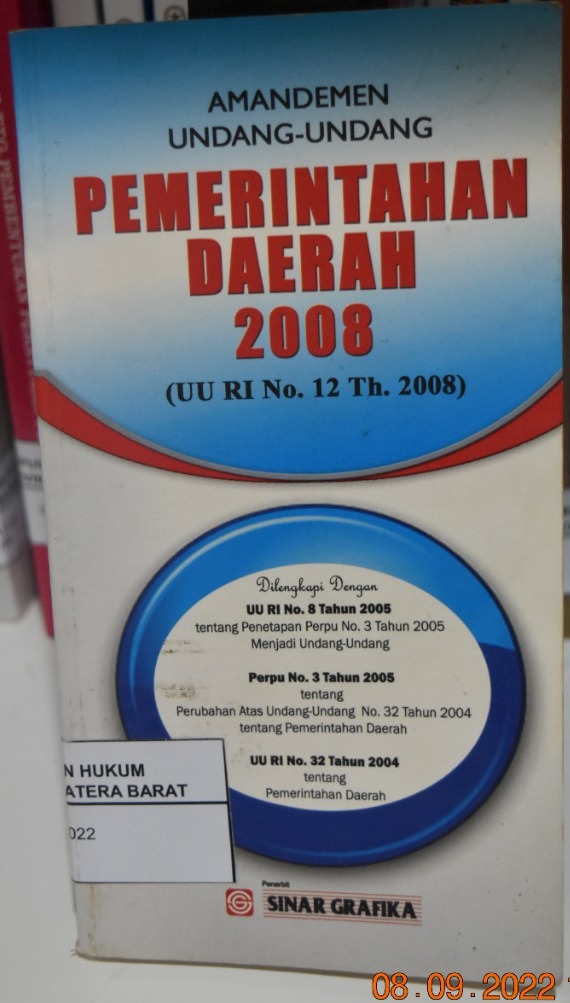 AMANDEMEN
UNDANG-UNDANG
PEMERINTAHAN
DAERAH
2008
(UU RI No. 12 Th. 2008)
Dilengkapi Dengan
UU RI No. 8 Tahun 2005
tentang Penetapan Perpu No. 3 Tahun 2005
Menjadi Undang-Undang
Perpu No. 3 Tahun 2005
tentang
Perubahan Atas Undang-Undang No. 32 Tahun 2004
tentang Pemerintahan Daerah
UU RI No. 32 Tahun 2004
tentang
Pemerintahan Daerah
N HUKUM
ATERA BARAT
022
Penerbit
SINAR GRAFIKA
08.09.2022